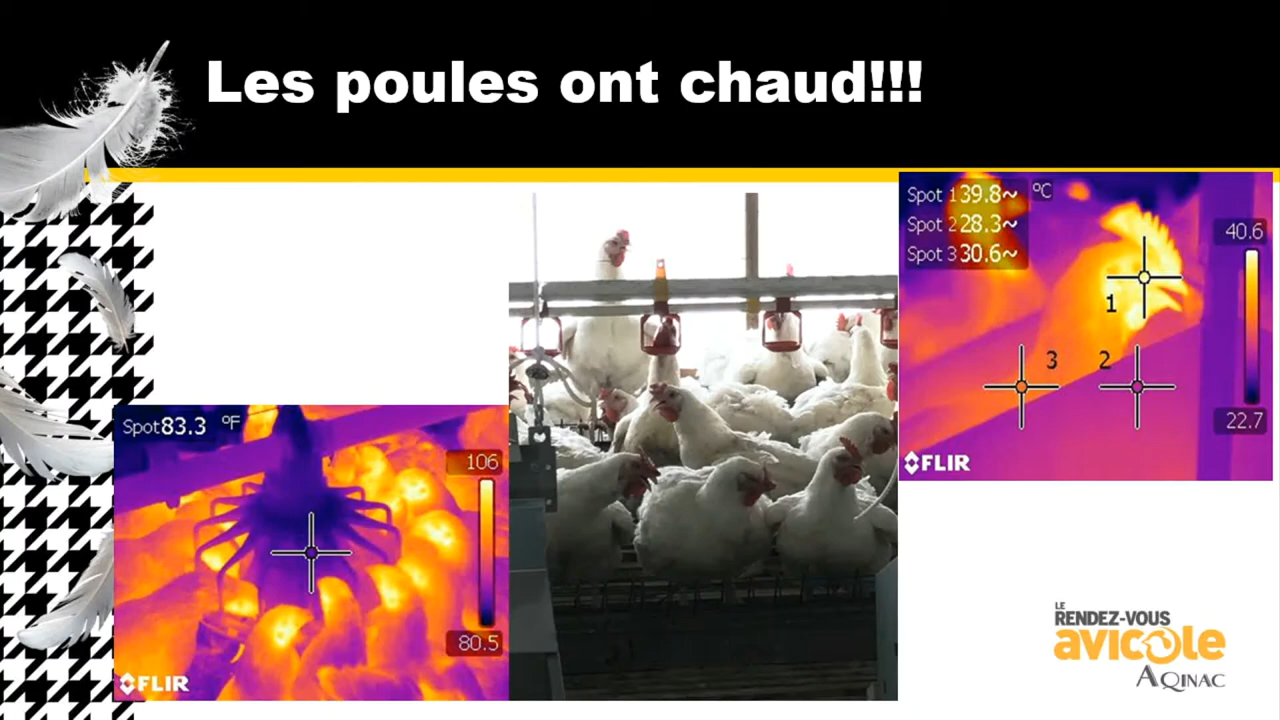 Les poules ont chaud!!!
Spot 1 39.8~ °C
Spot 2 28.3~
Spot 3 30.6~
40.6
1
3 2
22.7
FLIR
Spot 83.3 °F
106
80.5
FLIR
LE
RENDEZ-VOUS
avicole
AQINAC